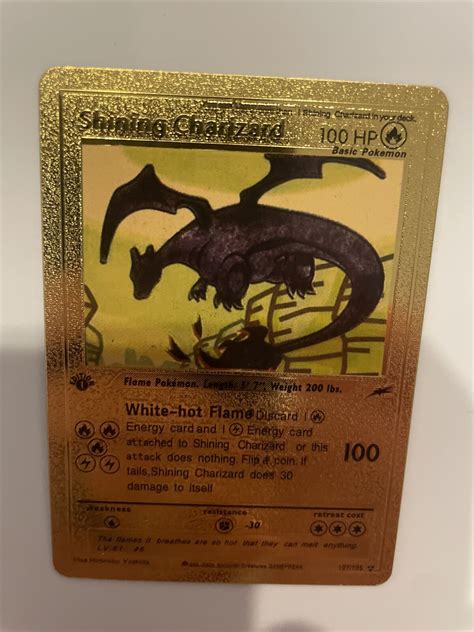 I Shining Charizard in your deck.
Shining Charizard 100 HP
Basic Pokemon
Flame Pokémon. Length: 5' 7", Weight 200 lbs.
White-hot Flame Discard I
Energy card and I Energy card
attached to Shining Charizard or this
attack does nothing. Flip a coin. if
tails,Shining Charizard does 30
damage to itself
100
weakness resistance retreat cost
-30
The flames it breathes are so hot that they can melt anything.